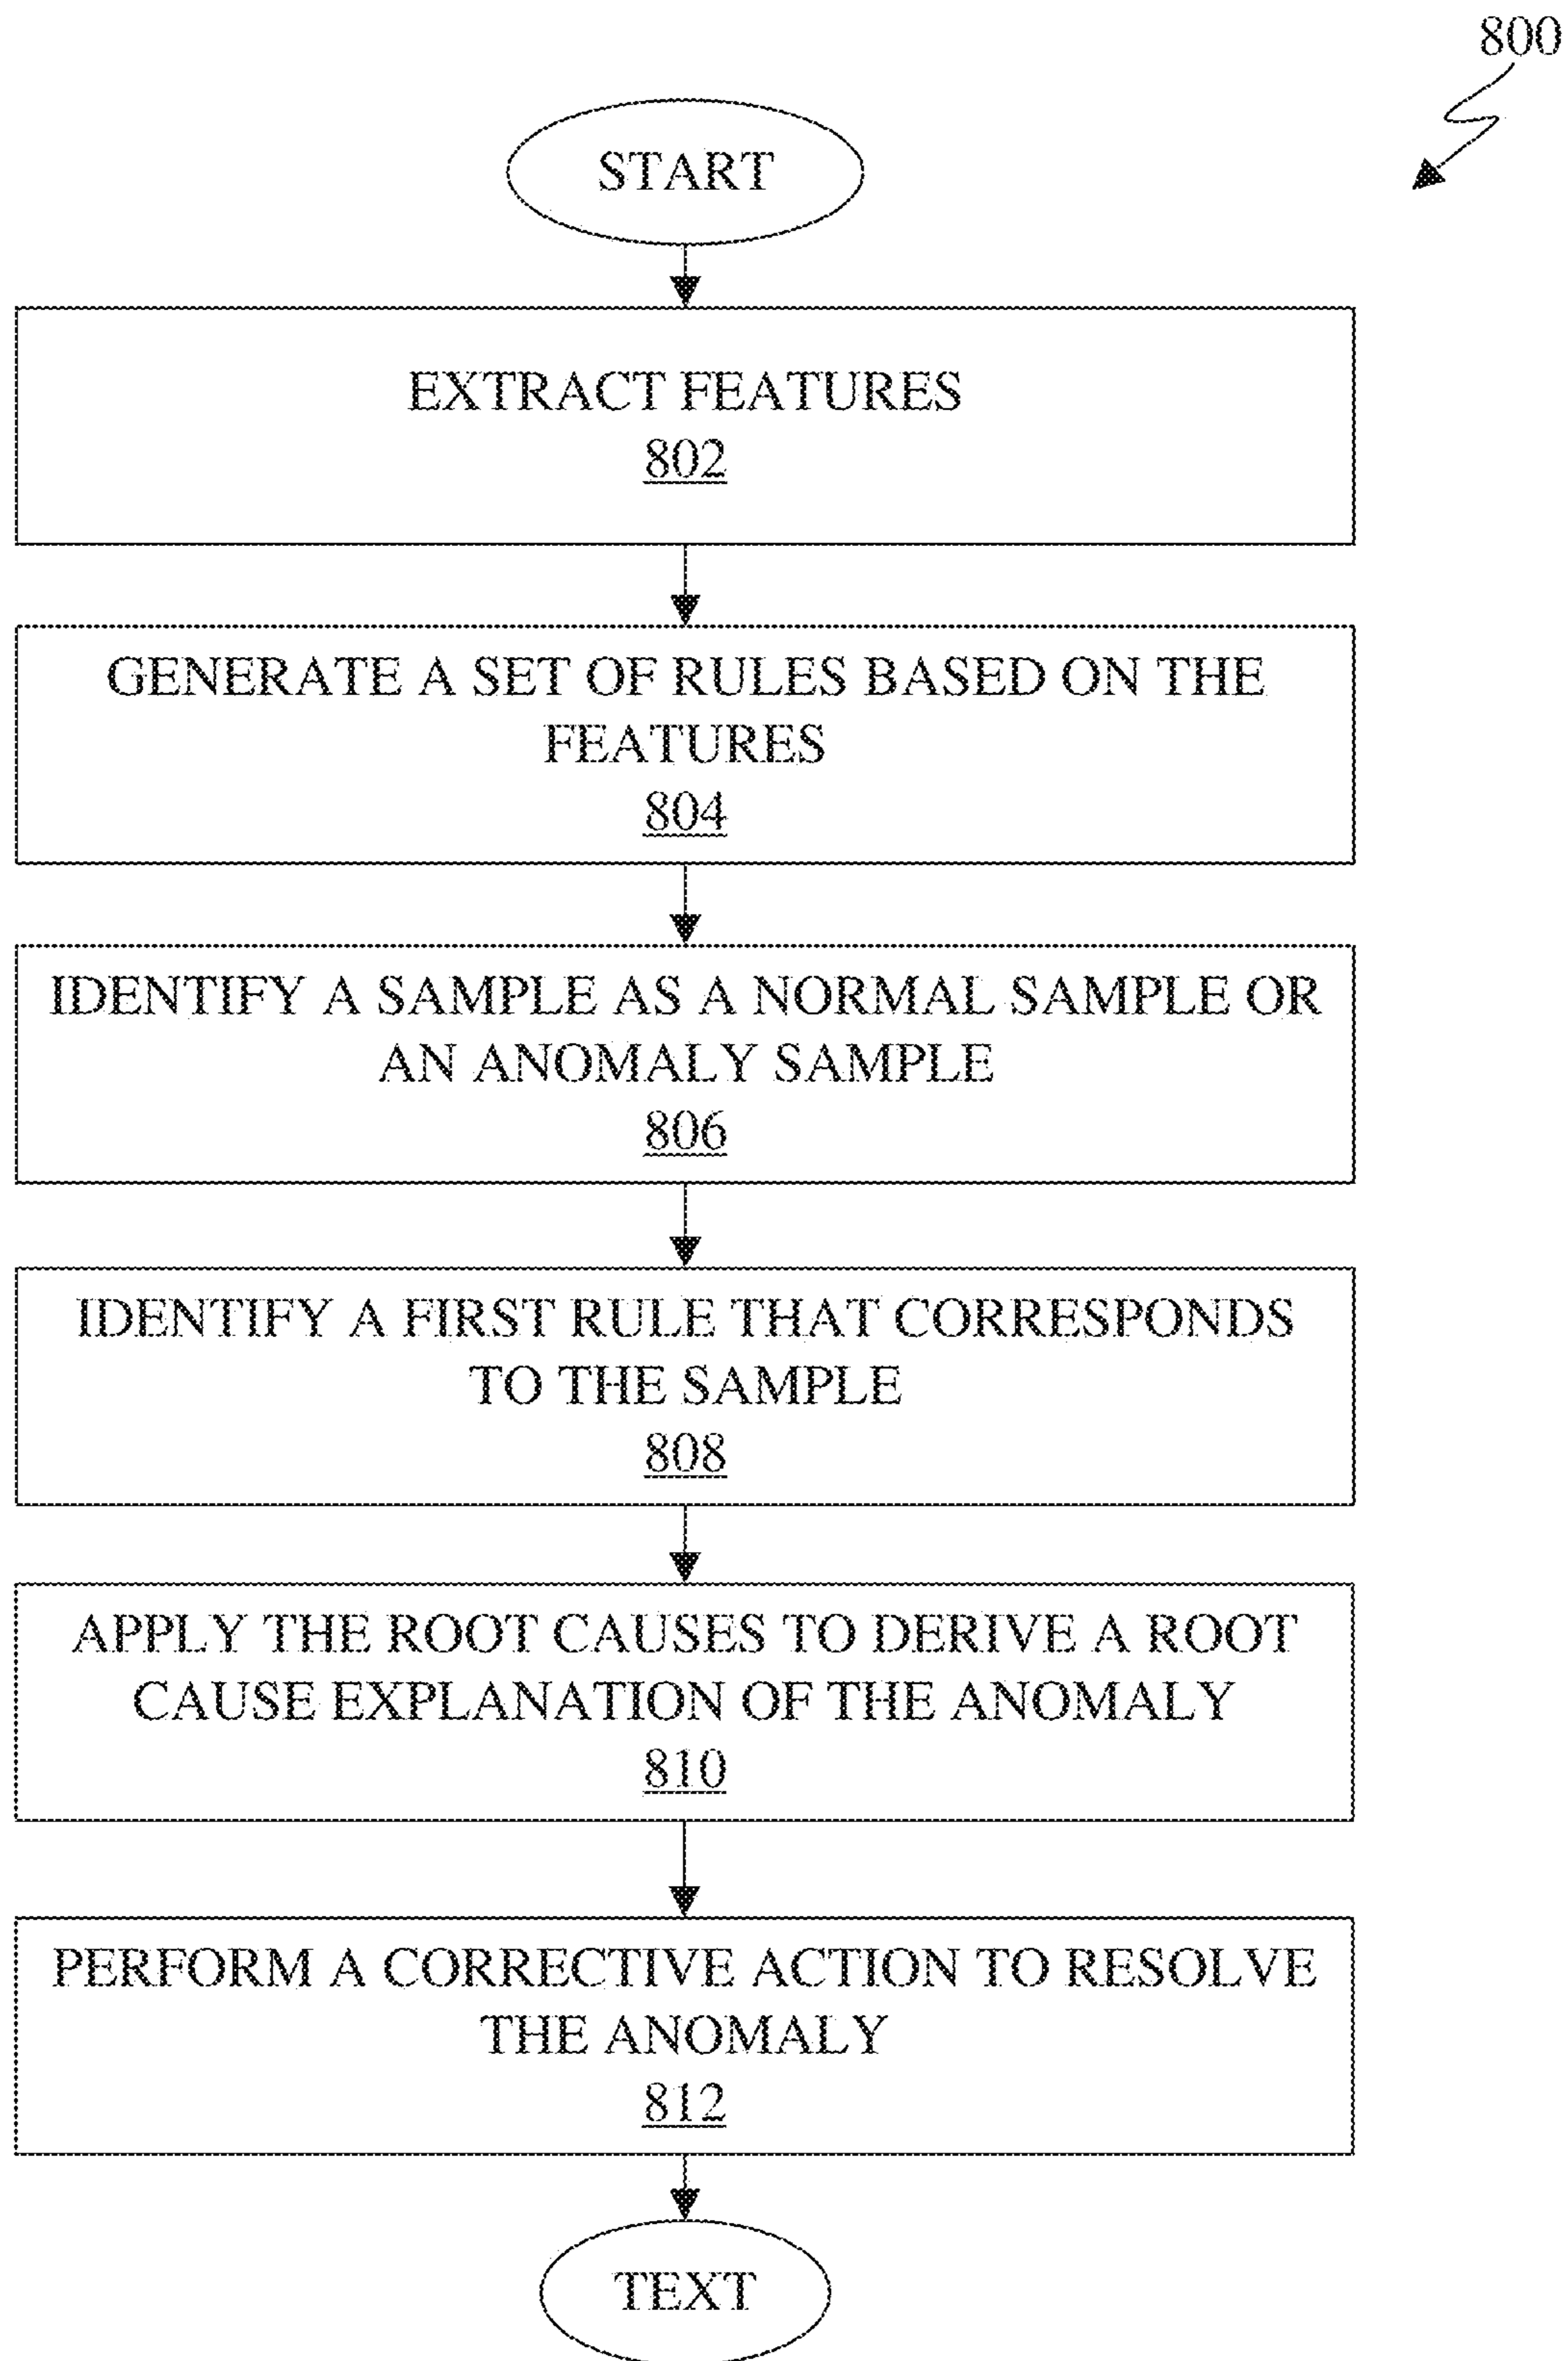 800
START
EXTRACT FEATURES
802
GENERATE A SET OF RULES BASED ON THE
FEATURES
804
IDENTIFY A SAMPLE AS A NORMAL SAMPLE OR
AN ANOMALY SAMPLE
806
IDENTIFY A FIRST RULE THAT CORRESPONDS
TO THE SAMPLE
808
APPLY THE ROOT CAUSES TO DERIVE A ROOT
CAUSE EXPLANATION OF THE ANOMALY
810
PERFORM A CORRECTIVE ACTION TO RESOLVE
THE ANOMALY
812
TEXT